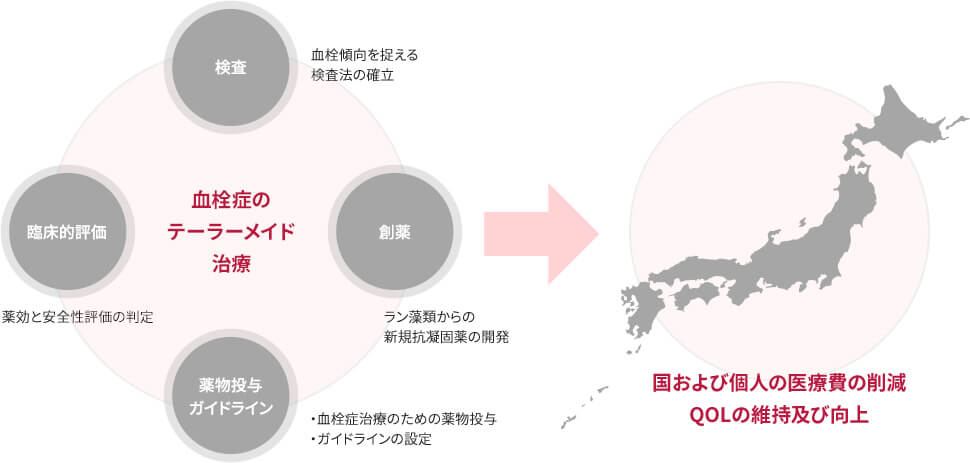 検査
血栓傾向を捉える
検査法の確立
血栓症の
テーラーメイド
治療
臨床的評価
薬効と安全性評価の判定
創薬
ラン藻類からの
新規抗凝固薬の開発
薬物投与
ガイドライン
・血栓症治療のための薬物投与
・ガイドラインの設定
国および個人の医療費の削減
QOLの維持及び向上